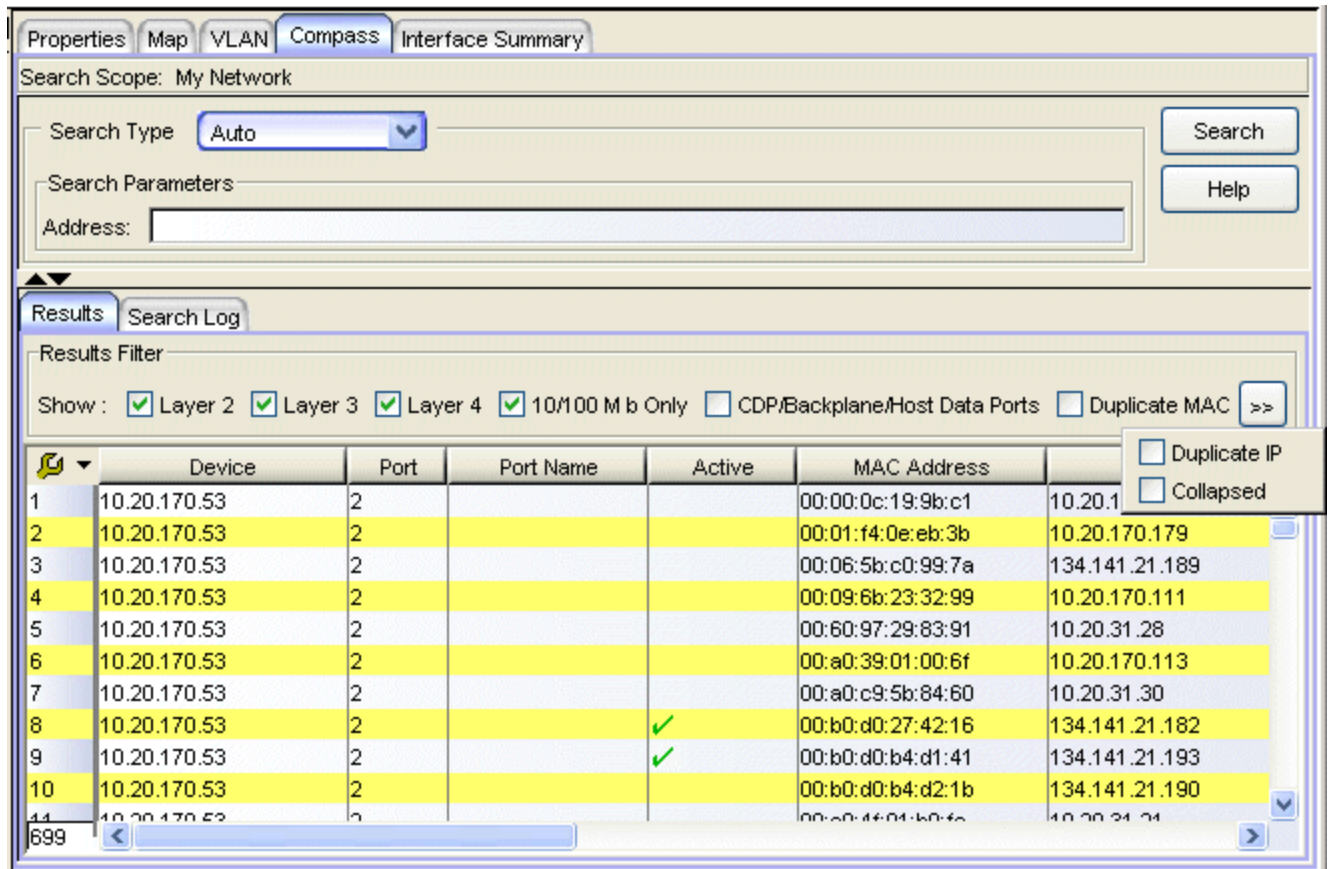 Properties Map VLAN Compass Interface Summary
Search Scope: My Network
Search Type Auto Search
Search Parameters Help
Address:
Results Search Log
Results Filter
Show : Layer 2 Layer 3 Layer 4 10/100 M b Only CDP/Backplane/Host Data Ports Duplicate MAC >>
Duplicate IP
Collapsed
Device Port Port Name Active MAC Address
1 10.20.170.53 2 00:00:0c:19:9b:c1 10.20.1
2 10.20.170.53 2 00:01:f4:0e:eb:3b 10.20.170.179
3 10.20.170.53 2 00:06:5b:c0:99:7a 134.141.21.189
4 10.20.170.53 2 00:09:6b:23:32:99 10.20.170.111
5 10.20.170.53 2 00:60:97:29:83:91 10.20.31.28
6 10.20.170.53 2 00:a0:39:01:00:6f 10.20.170.113
7 10.20.170.53 2 00:a0:c9:5b:84:60 10.20.31.30
8 10.20.170.53 2 00:b0:d0:27:42:16 134.141.21.182
9 10.20.170.53 2 00:b0:d0:b4:d1:41 134.141.21.193
10 10.20.170.53 2 00:b0:d0:b4:d2:1b 134.141.21.190
11 10.20.170.53 2
699